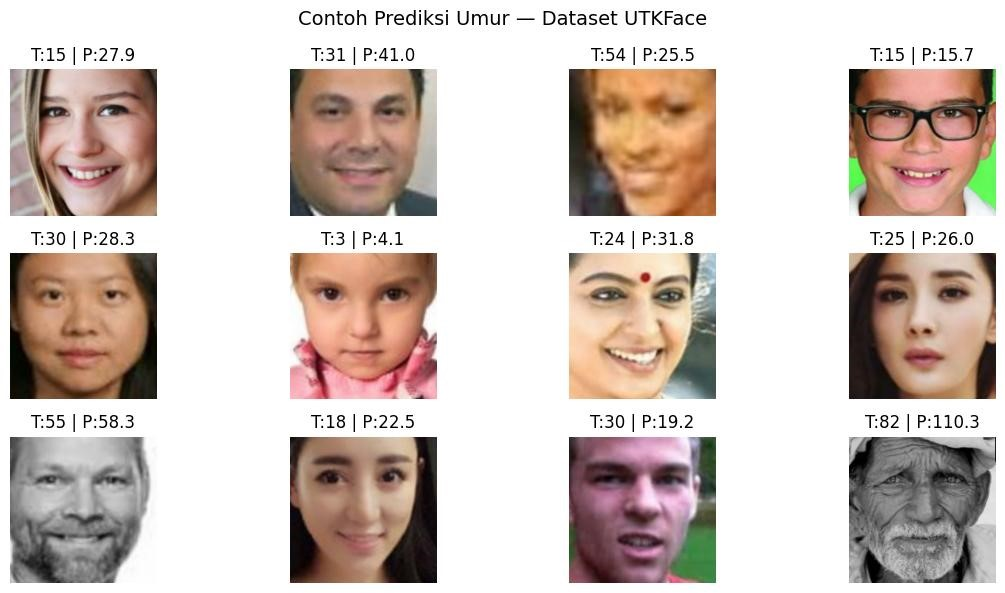 Contoh Prediksi Umur — Dataset UTKFace
T:15 | P:27.9
T:31 | P:41.0
T:54 | P:25.5
T:15 | P:15.7
T:30 | P:28.3
T:3 | P:4.1
T:24 | P:31.8
T:25 | P:26.0
T:55 | P:58.3
T:18 | P:22.5
T:30 | P:19.2
T:82 | P:110.3